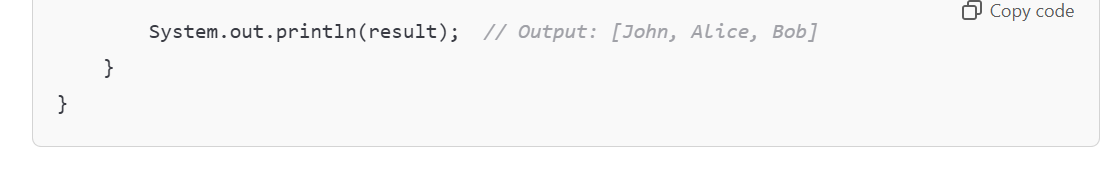 Copy code
System.out.println(result);  // Output: [John, Alice, Bob]
}
}